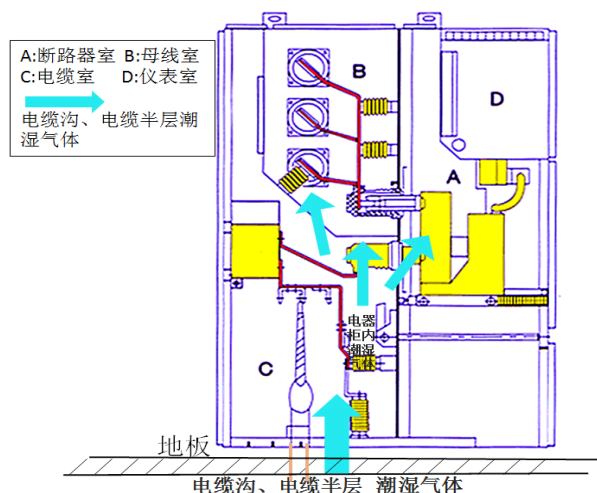 A:断路器室 B:母线室
C:电缆室 D:仪表室
电缆沟、电缆半层潮
湿气体
B
D
A
电器
柜内
潮湿
气体
C
地板
电缆沟、电缆半层 潮湿气体